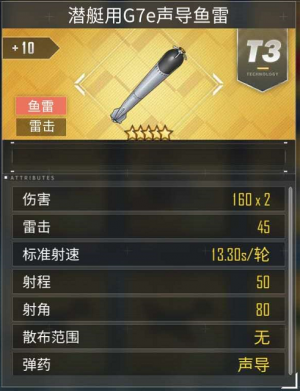 潜艇用G7e声导鱼雷
+10
T3
TECHNOLOGY
鱼雷
雷击
ATTRIBUTES
伤害 160 x 2
雷击 45
标准射速 13.30s/轮
射程 50
射角 80
散布范围 无
弹药 声导